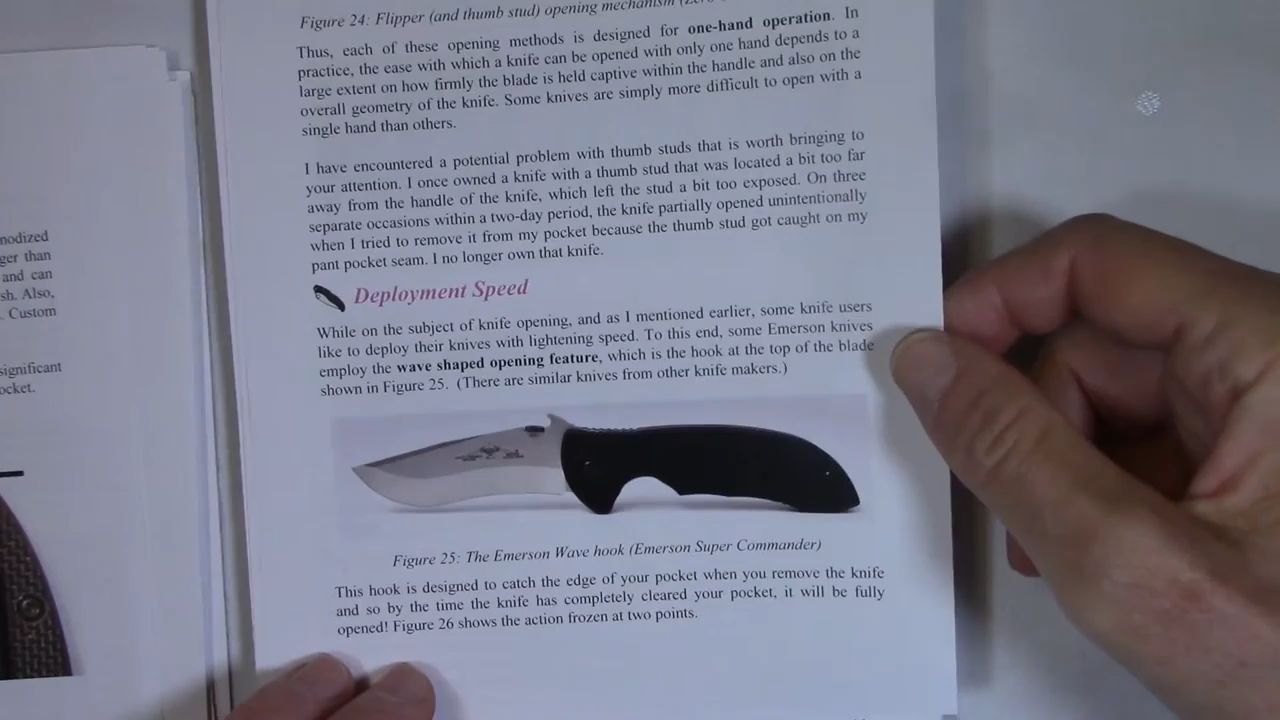 Figure 24: Flipper (and thumb stud) opening mechanism
Thus, each of these opening methods is designed for one-hand operation. In
practice, the ease with which a knife can be opened with only one hand depends to a
large extent on how firmly the blade is held captive within the handle and also on the
overall geometry of the knife. Some knives are simply more difficult to open with a
single hand than others.
I have encountered a potential problem with thumb studs that is worth bringing to
your attention. I once owned a knife with a thumb stud that was located a bit too far
away from the handle of the knife, which left the stud a bit too exposed. On three
separate occasions within a two-day period, the knife partially opened unintentionally
when I tried to remove it from my pocket because the thumb stud got caught on my
pant pocket seam. I no longer own that knife.
Deployment Speed
While on the subject of knife opening, and as I mentioned earlier, some knife users
like to deploy their knives with lightening speed. To this end, some Emerson knives
employ the wave shaped opening feature, which is the hook at the top of the blade
shown in Figure 25. (There are similar knives from other knife makers.)
Figure 25: The Emerson Wave hook (Emerson Super Commander)
This hook is designed to catch the edge of your pocket when you remove the knife
and so by the time the knife has completely cleared your pocket, it will be fully
opened! Figure 26 shows the action frozen at two points.
nodized
ger than
and can
sh. Also,
. Custom
significant
ocket.